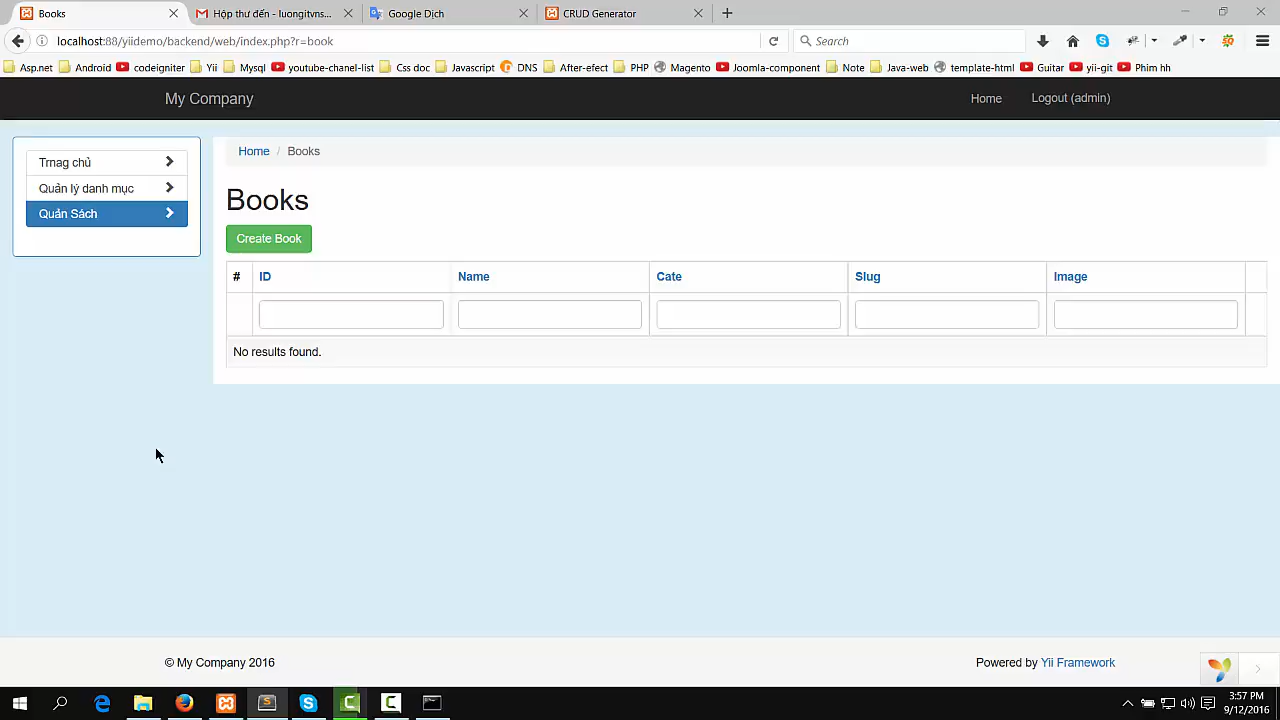 Books
Hộp thư đến - luongitvns...
Google Dịch
CRUD Generator
localhost:88/yiidemo/backend/web/index.php?r=book
Search
Asp.net
Android
codeigniter
Yii
Mysql
youtube-chanel-list
Css doc
Javascript
DNS
After-efect
PHP
Magento
Joomla-component
Note
Java-web
template-html
Guitar
yii-git
Phim hh
My Company
Home
Logout (admin)
Trnag chủ
Quản lý danh mục
Quản Sách
Home / Books
Books
Create Book
# ID Name Cate Slug Image
No results found.
© My Company 2016
Powered by Yii Framework
3:57 PM
9/12/2016